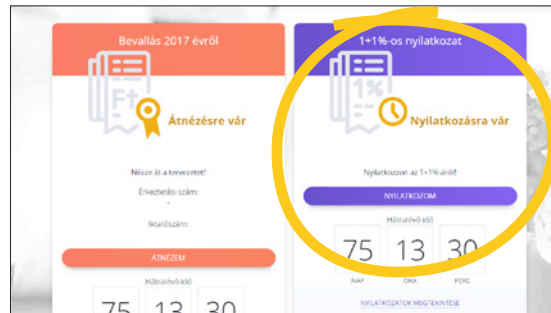 Bevallás 2017 évről
Ft
Átnézésre vár
Nézze át a tervezetet!
Érkeztetési szám:
-
Iktatószám:
ÁTNÉZEM
Hátralévő idő
75 13 30
1+1%-os nyilatkozat
1%
Nyilatkozásra vár
Nyilatkozzon az 1+1%-áról!
NYILATKOZOM
Hátralévő idő
75 13 30
NAP ÓRA PERC
NYILATKOZATOK MEGTEKINTÉSE